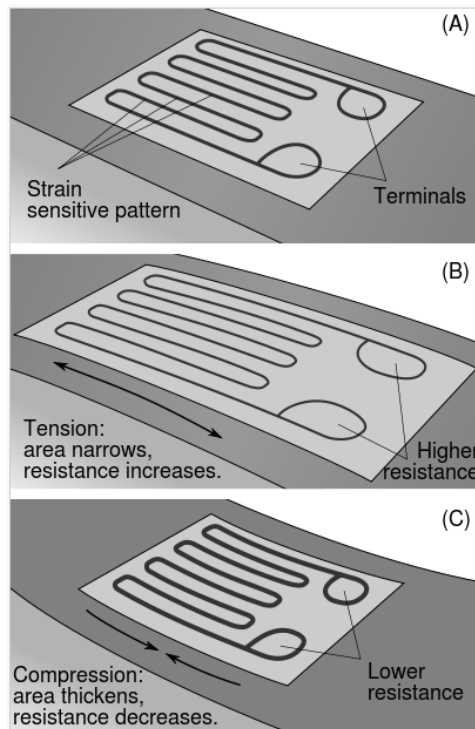 (A)
Strain
sensitive pattern
Terminals
(B)
Tension:
area narrows,
resistance increases.
Higher
resistance
(C)
Compression:
area thickens,
resistance decreases.
Lower
resistance